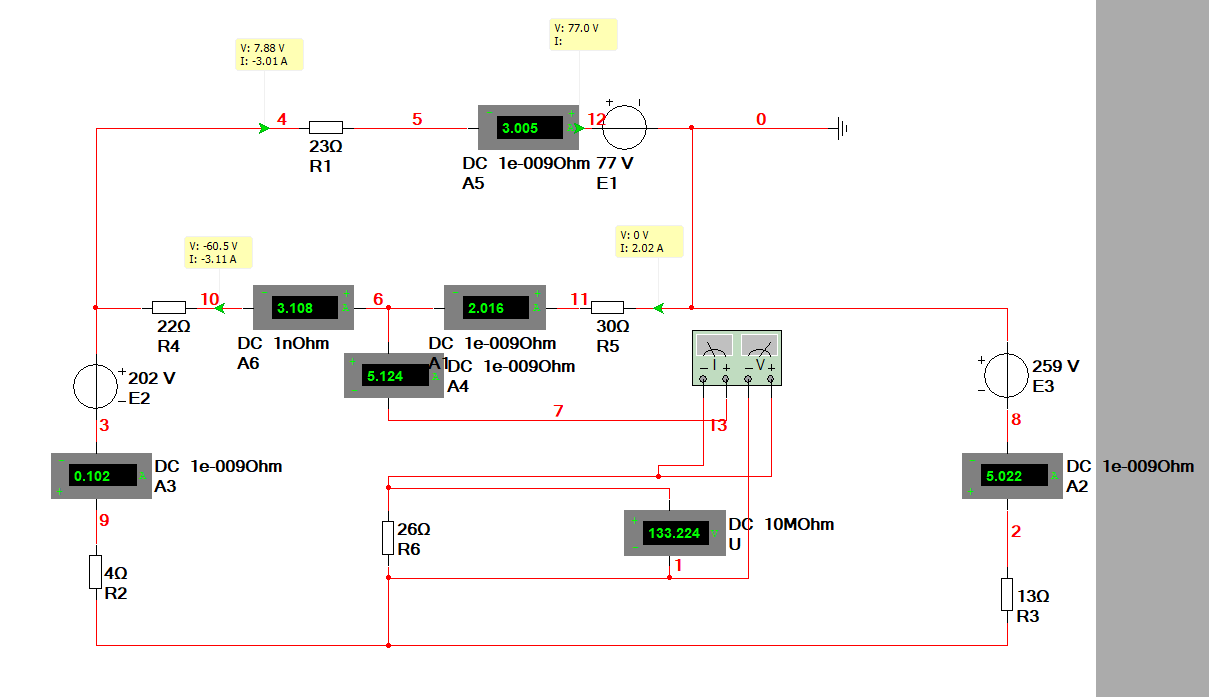 V: 77.0 V
I:
V: 7.88 V
I: -3.01 A
4
5
12
0
3.005
A
23Ω
R1
DC 1e-009Ohm
A5
77 V
E1
V: 0 V
I: 2.02 A
V: -60.5 V
I: -3.11 A
10
6
11
3.108
A
2.016
A
22Ω
R4
DC 1nOhm
A6
DC 1e-009Ohm
A1
30Ω
R5
DC 1e-009Ohm
A4
5.124
A
I
V
202 V
E2
259 V
E3
7
13
3
8
0.102
A
DC 1e-009Ohm
A3
5.022
A
DC 1e-009Ohm
A2
9
2
26Ω
R6
133.224
V
DC 10MOhm
U
1
4Ω
R2
13Ω
R3